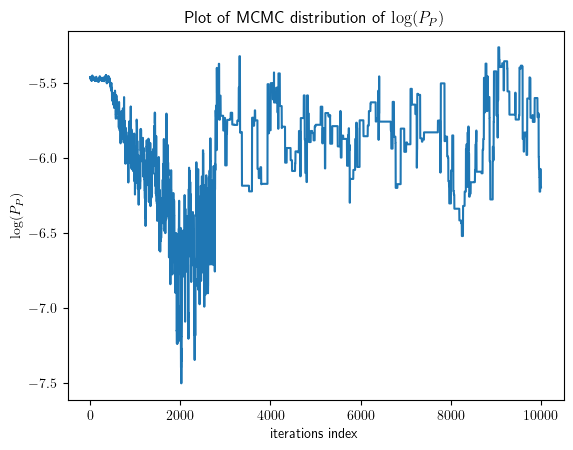 Plot of MCMC distribution of log(P_P)
−5.5
−6.0
−6.5
−7.0
−7.5
log(P_P)
0 2000 4000 6000 8000 10000
iterations index